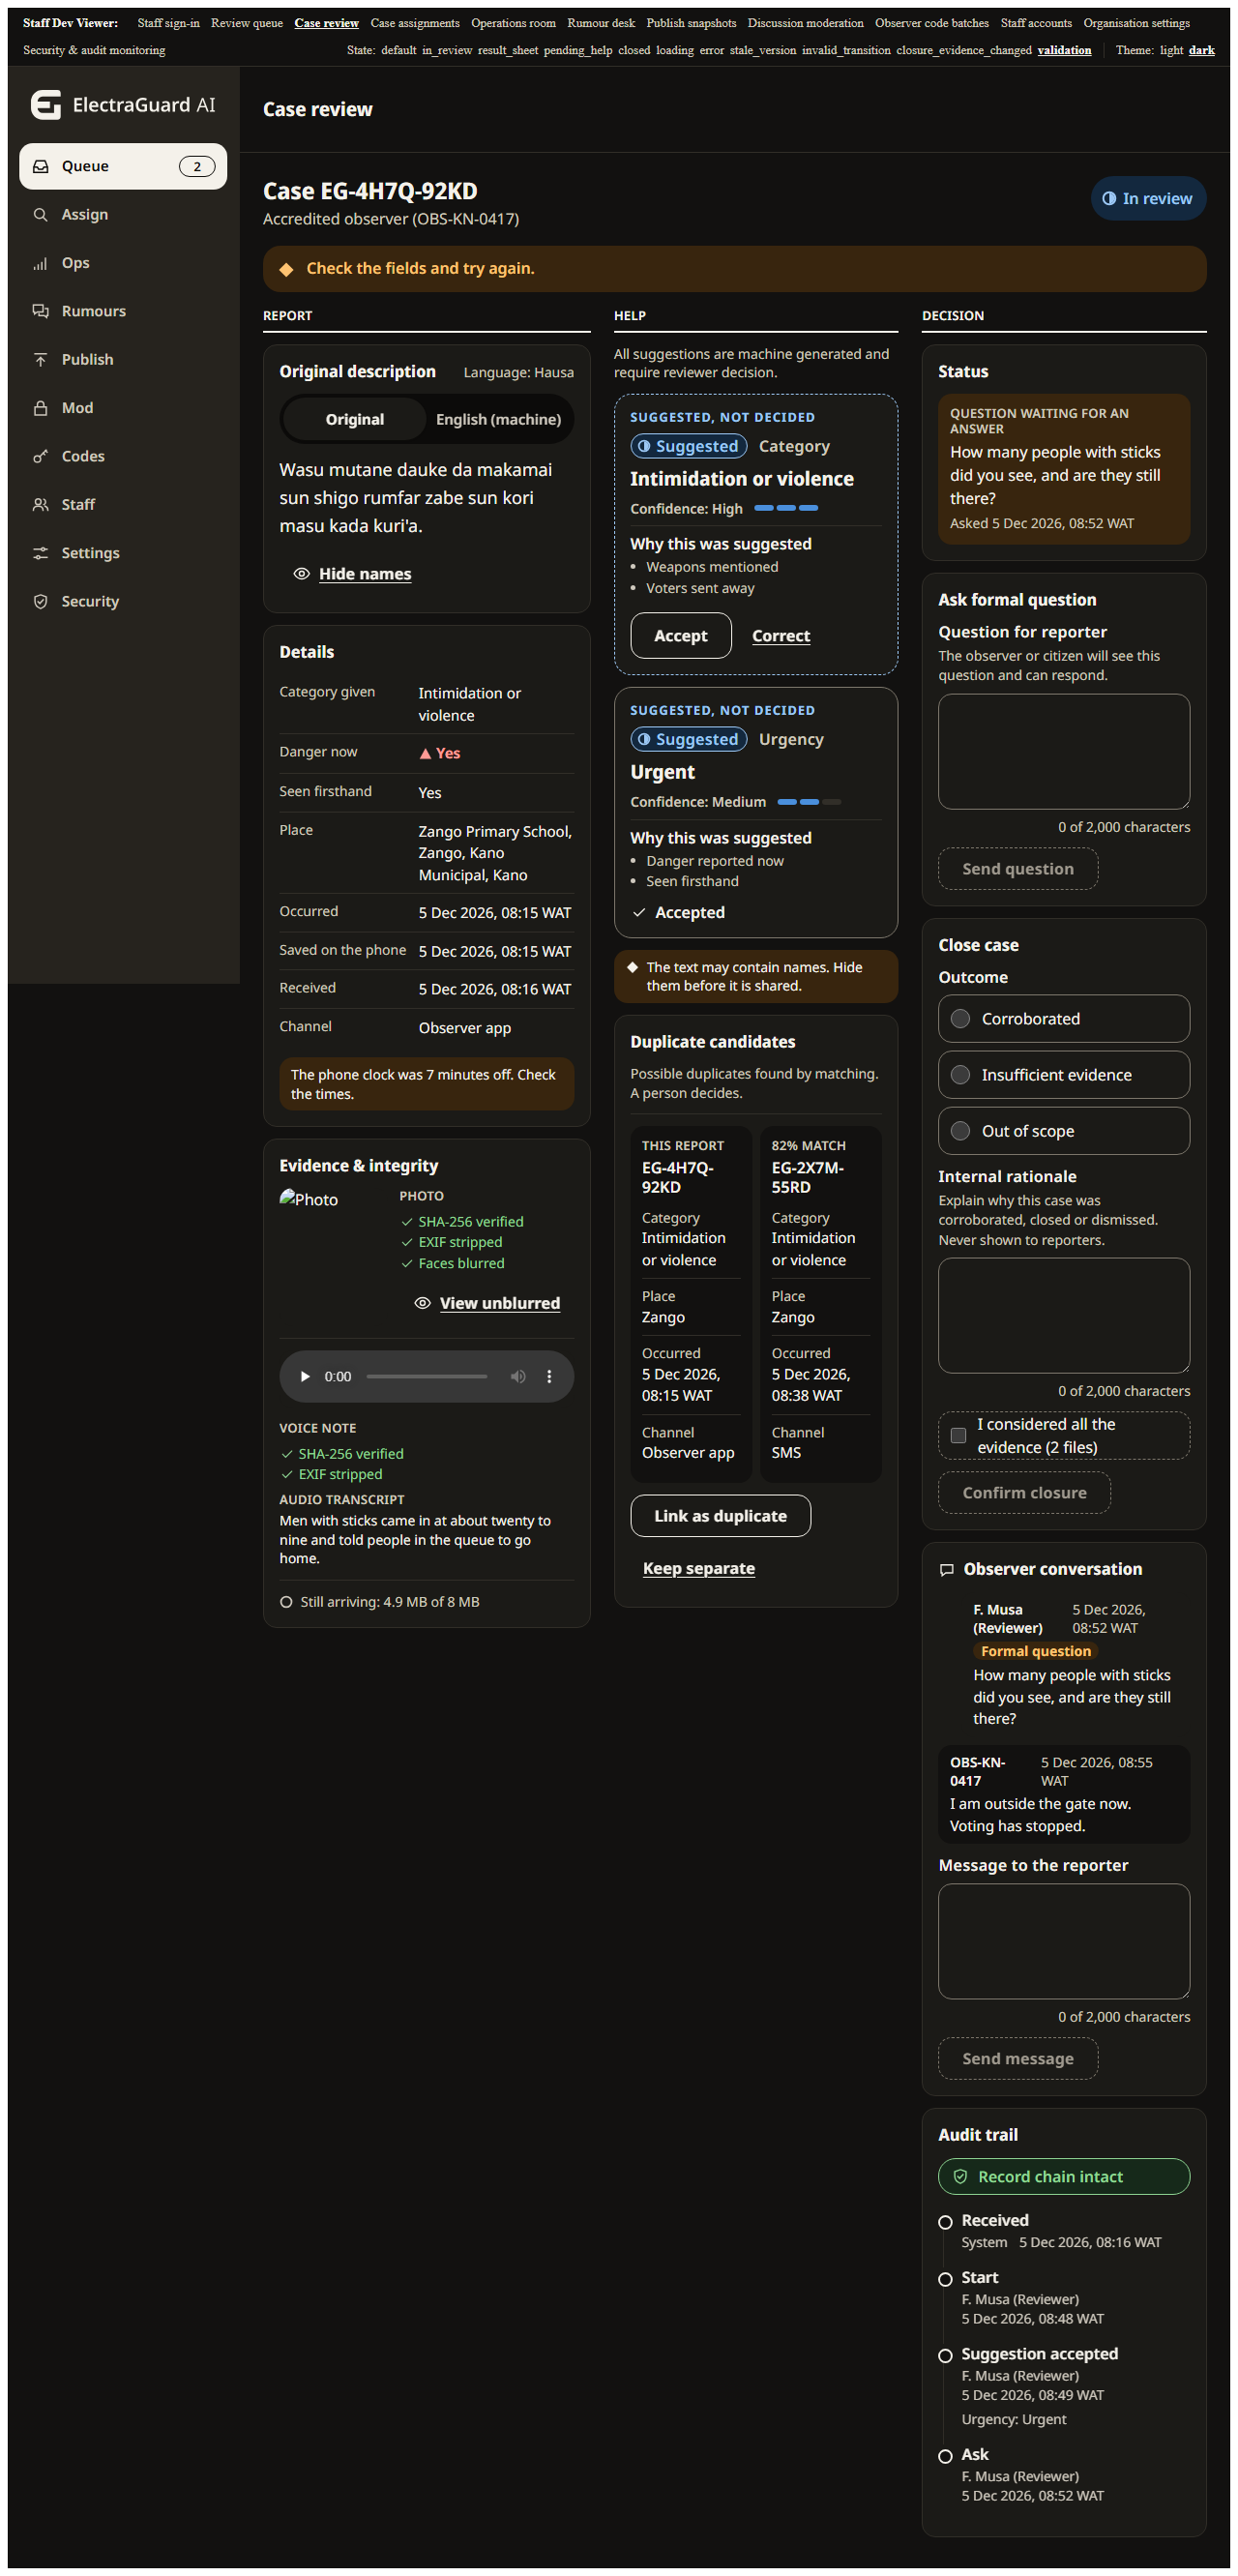 Staff Dev Viewer: Staff sign-in Review queue Case review Case assignments Operations room Rumour desk Publish snapshots Discussion moderation Observer code batches Staff accounts Organisation settings
Security & audit monitoring State: default in_review result_sheet pending_help closed loading error stale_version invalid_transition closure_evidence_changed validation Theme: light dark
ElectraGuard AI
Queue 2
Assign
Ops
Rumours
Publish
Mod
Codes
Staff
Settings
Security
Case review
Case EG-4H7Q-92KD
Accredited observer (OBS-KN-0417)
In review
Check the fields and try again.
REPORT
Original description Language: Hausa
Original English (machine)
Wasu mutane dauke da makamai
sun shigo rumfar zabe sun kori
masu kada kuri'a.
Hide names
Details
Category given Intimidation or
violence
Danger now Yes
Seen firsthand Yes
Place Zango Primary School,
Zango, Kano
Municipal, Kano
Occurred 5 Dec 2026, 08:15 WAT
Saved on the phone 5 Dec 2026, 08:15 WAT
Received 5 Dec 2026, 08:16 WAT
Channel Observer app
The phone clock was 7 minutes off. Check
the times.
Evidence & integrity
Photo
PHOTO
SHA-256 verified
EXIF stripped
Faces blurred
View unblurred
0:00
VOICE NOTE
SHA-256 verified
EXIF stripped
AUDIO TRANSCRIPT
Men with sticks came in at about twenty to
nine and told people in the queue to go
home.
Still arriving: 4.9 MB of 8 MB
HELP
All suggestions are machine generated and
require reviewer decision.
SUGGESTED, NOT DECIDED
Suggested Category
Intimidation or violence
Confidence: High
Why this was suggested
• Weapons mentioned
• Voters sent away
Accept Correct
SUGGESTED, NOT DECIDED
Suggested Urgency
Urgent
Confidence: Medium
Why this was suggested
• Danger reported now
• Seen firsthand
Accepted
The text may contain names. Hide
them before it is shared.
Duplicate candidates
Possible duplicates found by matching.
A person decides.
THIS REPORT
EG-4H7Q-
92KD
Category
Intimidation
or violence
Place
Zango
Occurred
5 Dec 2026,
08:15 WAT
Channel
Observer app
82% MATCH
EG-2X7M-
55RD
Category
Intimidation
or violence
Place
Zango
Occurred
5 Dec 2026,
08:38 WAT
Channel
SMS
Link as duplicate
Keep separate
DECISION
Status
QUESTION WAITING FOR AN
ANSWER
How many people with sticks
did you see, and are they still
there?
Asked 5 Dec 2026, 08:52 WAT
Ask formal question
Question for reporter
The observer or citizen will see this
question and can respond.
0 of 2,000 characters
Send question
Close case
Outcome
Corroborated
Insufficient evidence
Out of scope
Internal rationale
Explain why this case was
corroborated, closed or dismissed.
Never shown to reporters.
0 of 2,000 characters
I considered all the
evidence (2 files)
Confirm closure
Observer conversation
F. Musa
(Reviewer)
5 Dec 2026,
08:52 WAT
Formal question
How many people with sticks
did you see, and are they still
there?
OBS-KN-
0417
5 Dec 2026, 08:55
WAT
I am outside the gate now.
Voting has stopped.
Message to the reporter
0 of 2,000 characters
Send message
Audit trail
Record chain intact
Received
System 5 Dec 2026, 08:16 WAT
Start
F. Musa (Reviewer)
5 Dec 2026, 08:48 WAT
Suggestion accepted
F. Musa (Reviewer)
5 Dec 2026, 08:49 WAT
Urgency: Urgent
Ask
F. Musa (Reviewer)
5 Dec 2026, 08:52 WAT